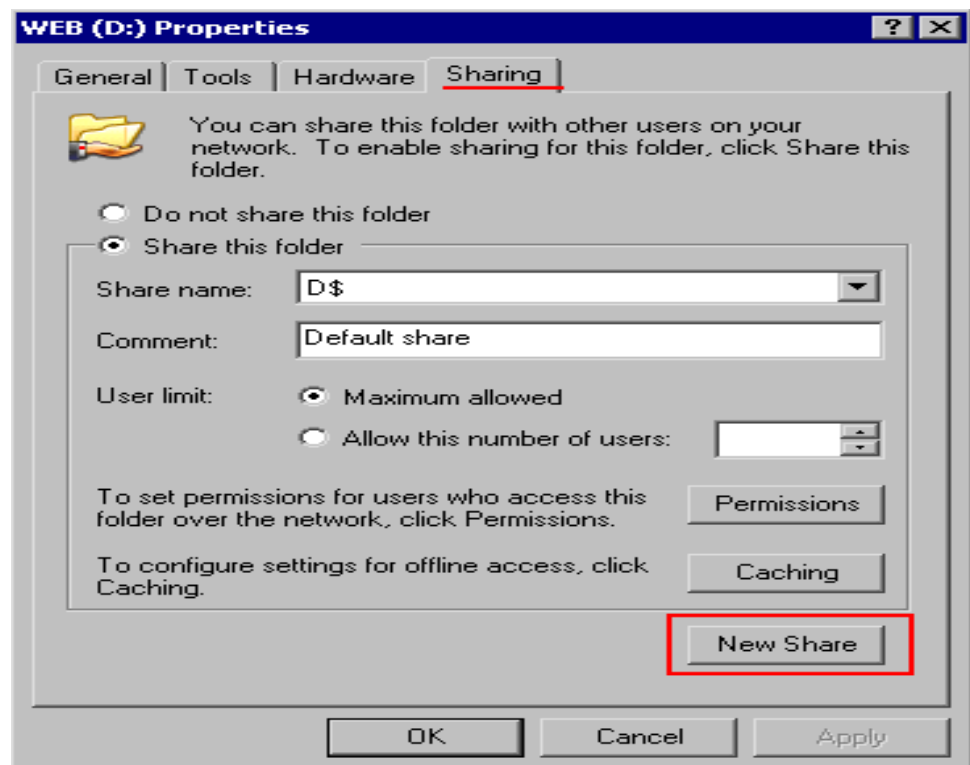 WEB (D:) Properties
General Tools Hardware Sharing
You can share this folder with other users on your
network. To enable sharing for this folder, click Share this
folder.
Do not share this folder
Share this folder
Share name: D$
Comment: Default share
User limit: Maximum allowed
Allow this number of users:
To set permissions for users who access this
folder over the network, click Permissions.
Permissions
To configure settings for offline access, click
Caching.
Caching
New Share
OK Cancel Apply